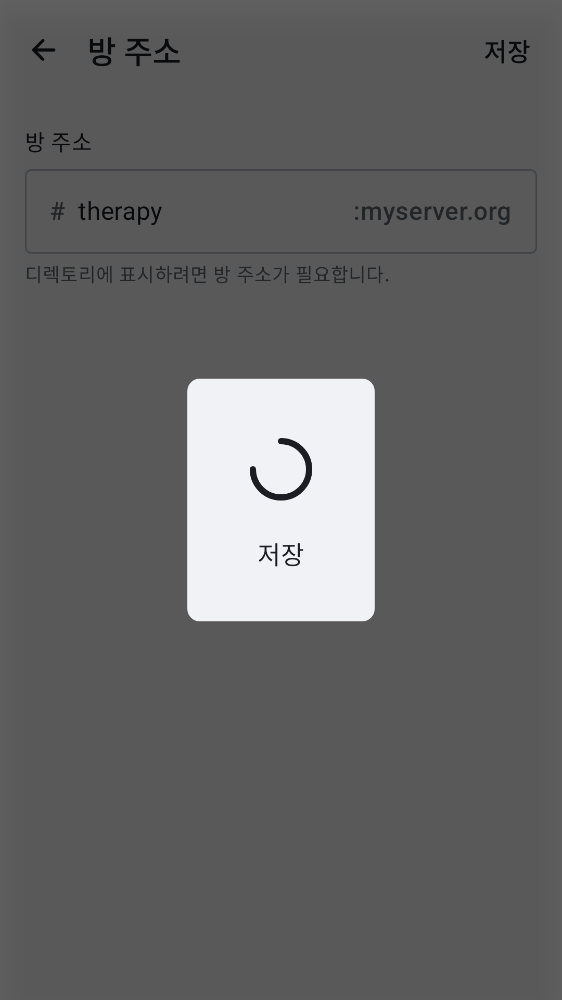 방 주소
저장
방 주소
# therapy :myserver.org
디렉토리에 표시하려면 방 주소가 필요합니다.
저장